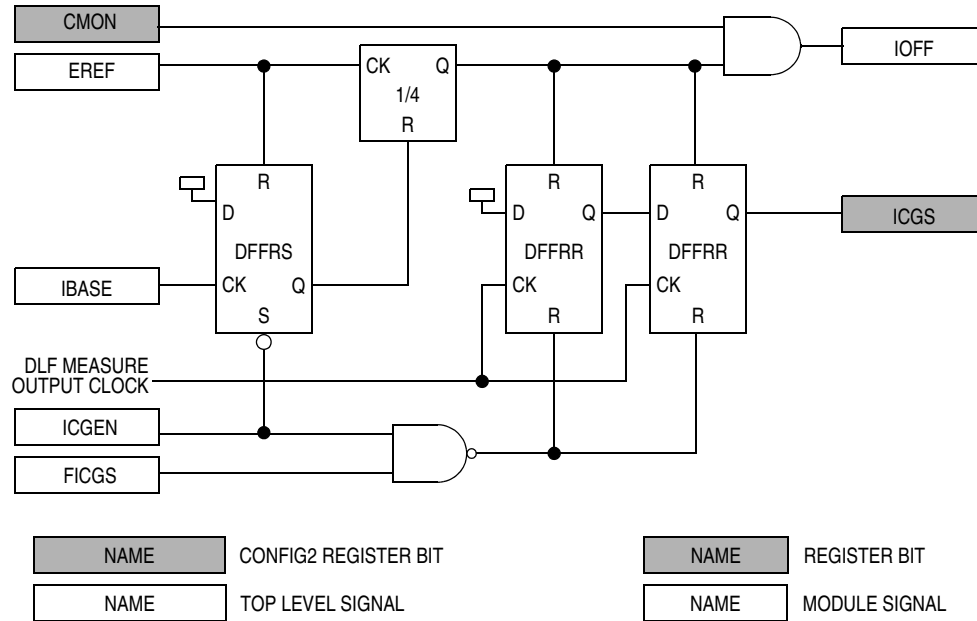 CMON
IOFF
EREF
CK Q
1/4
R
R
D
DFFRS
CK Q
S
R
D Q
DFFRR
CK
R
R
D Q
DFFRR
CK
R
ICGS
IBASE
DLF MEASURE
OUTPUT CLOCK
ICGEN
FICGS
NAME CONFIG2 REGISTER BIT
NAME REGISTER BIT
NAME TOP LEVEL SIGNAL
NAME MODULE SIGNAL